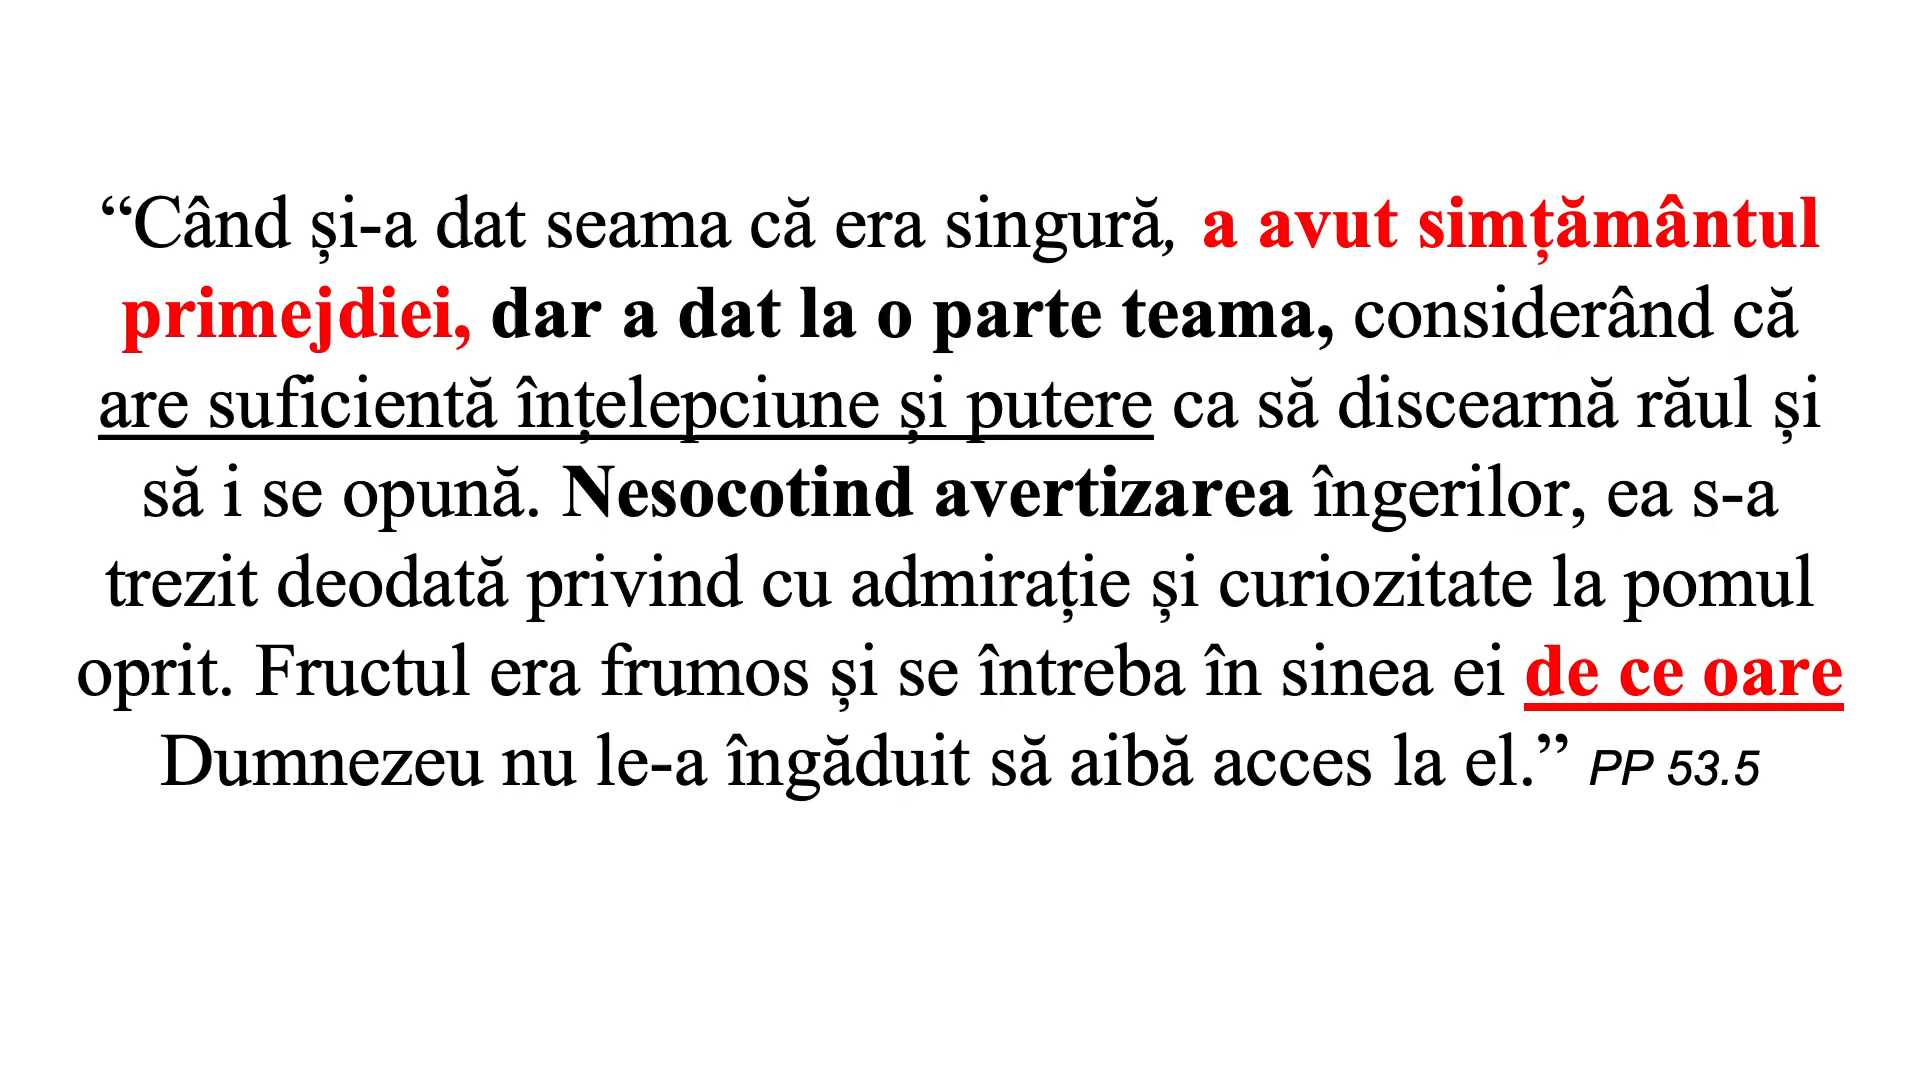 “Când și-a dat seama că era singură, a avut simțământul
primejdiei, dar a dat la o parte teama, considerând că
are suficientă înțelepciune și putere ca să discearnă răul și
să i se opună. Nesocotind avertizarea îngerilor, ea s-a
trezit deodată privind cu admirație și curiozitate la pomul
oprit. Fructul era frumos și se întreba în sinea ei de ce oare
Dumnezeu nu le-a îngăduit să aibă acces la el.” PP 53.5